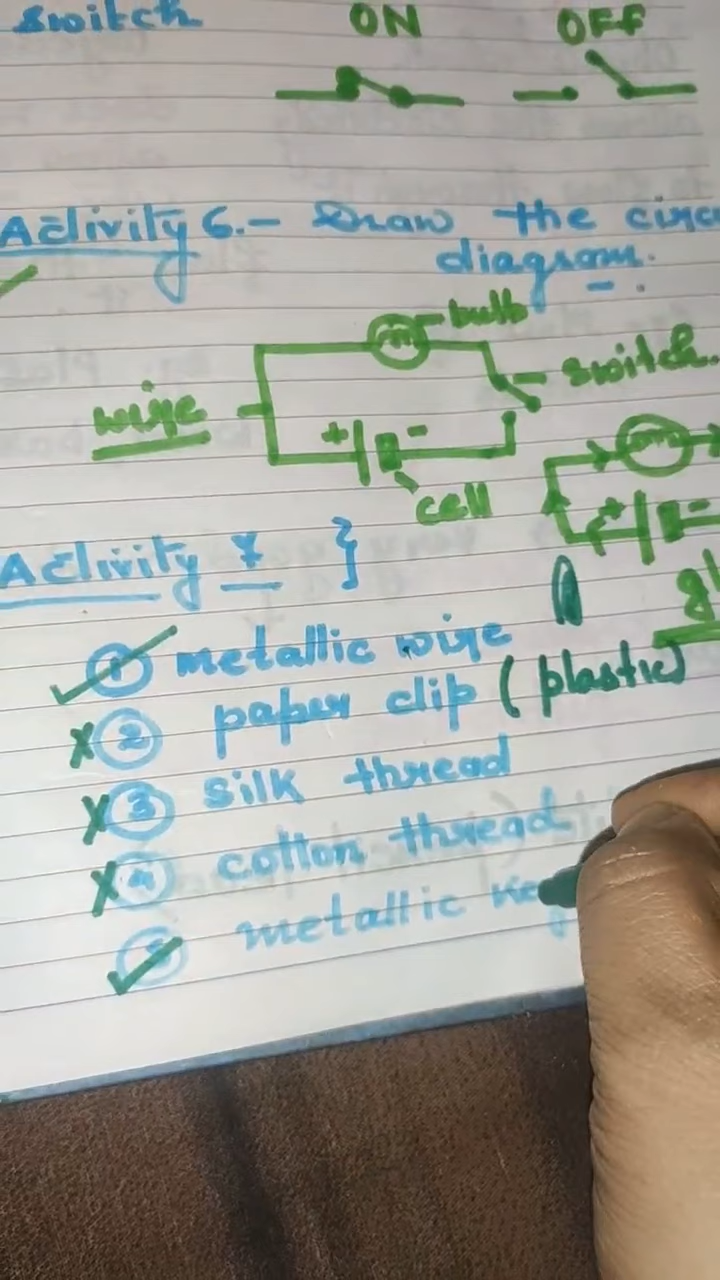 Switch ON OFF
Activity 6.- Draw the circ
diagram.
bulb
switch.
wire
+ -
cell
+ -
Activity 7 }
① metallic wire
x ② paper clip (plastic)
x ③ silk thread
x ④ cotton thread
⑤ metallic